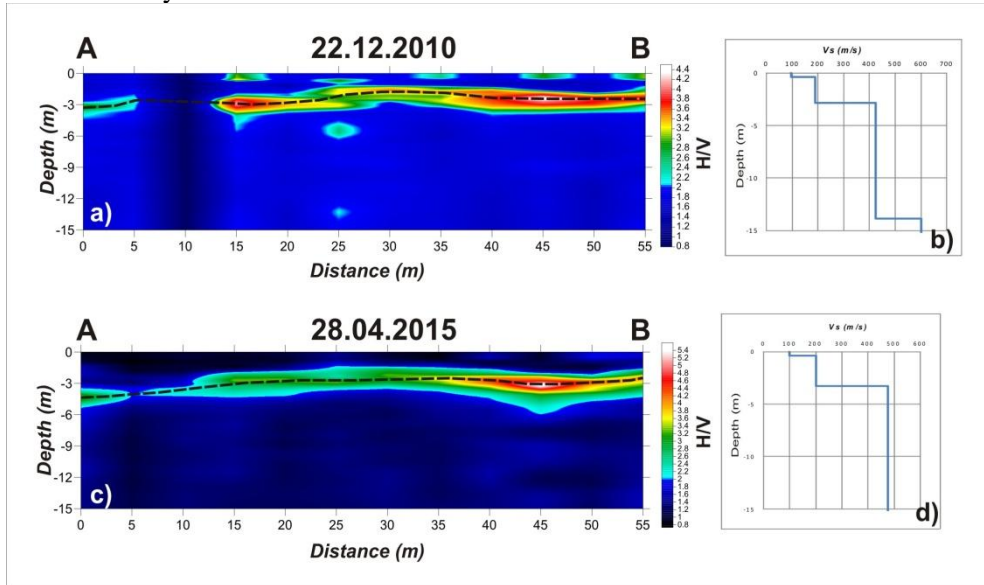 A
22.12.2010
B
0
-3
-6
-9
-12
-15
Depth (m)
a)
0 5 10 15 20 25 30 35 40 45 50 55
Distance (m)
4.4
4.2
4
3.8
3.6
3.4
3.2
3
2.8
2.6
2.4
2.2
2
1.8
1.6
1.4
1.2
1
0.8
H/V
Vs (m/s)
0 100 200 300 400 500 600 700
0
-5
-10
-15
Depth (m)
b)
A
28.04.2015
B
0
-3
-6
-9
-12
-15
Depth (m)
c)
0 5 10 15 20 25 30 35 40 45 50 55
Distance (m)
5.4
5.2
5
4.8
4.6
4.4
4.2
4
3.8
3.6
3.4
3.2
3
2.8
2.6
2.4
2.2
2
1.8
1.6
1.4
1.2
1
0.8
H/V
Vs (m/s)
0 100 200 300 400 500 600
0
-5
-10
-15
Depth (m)
d)